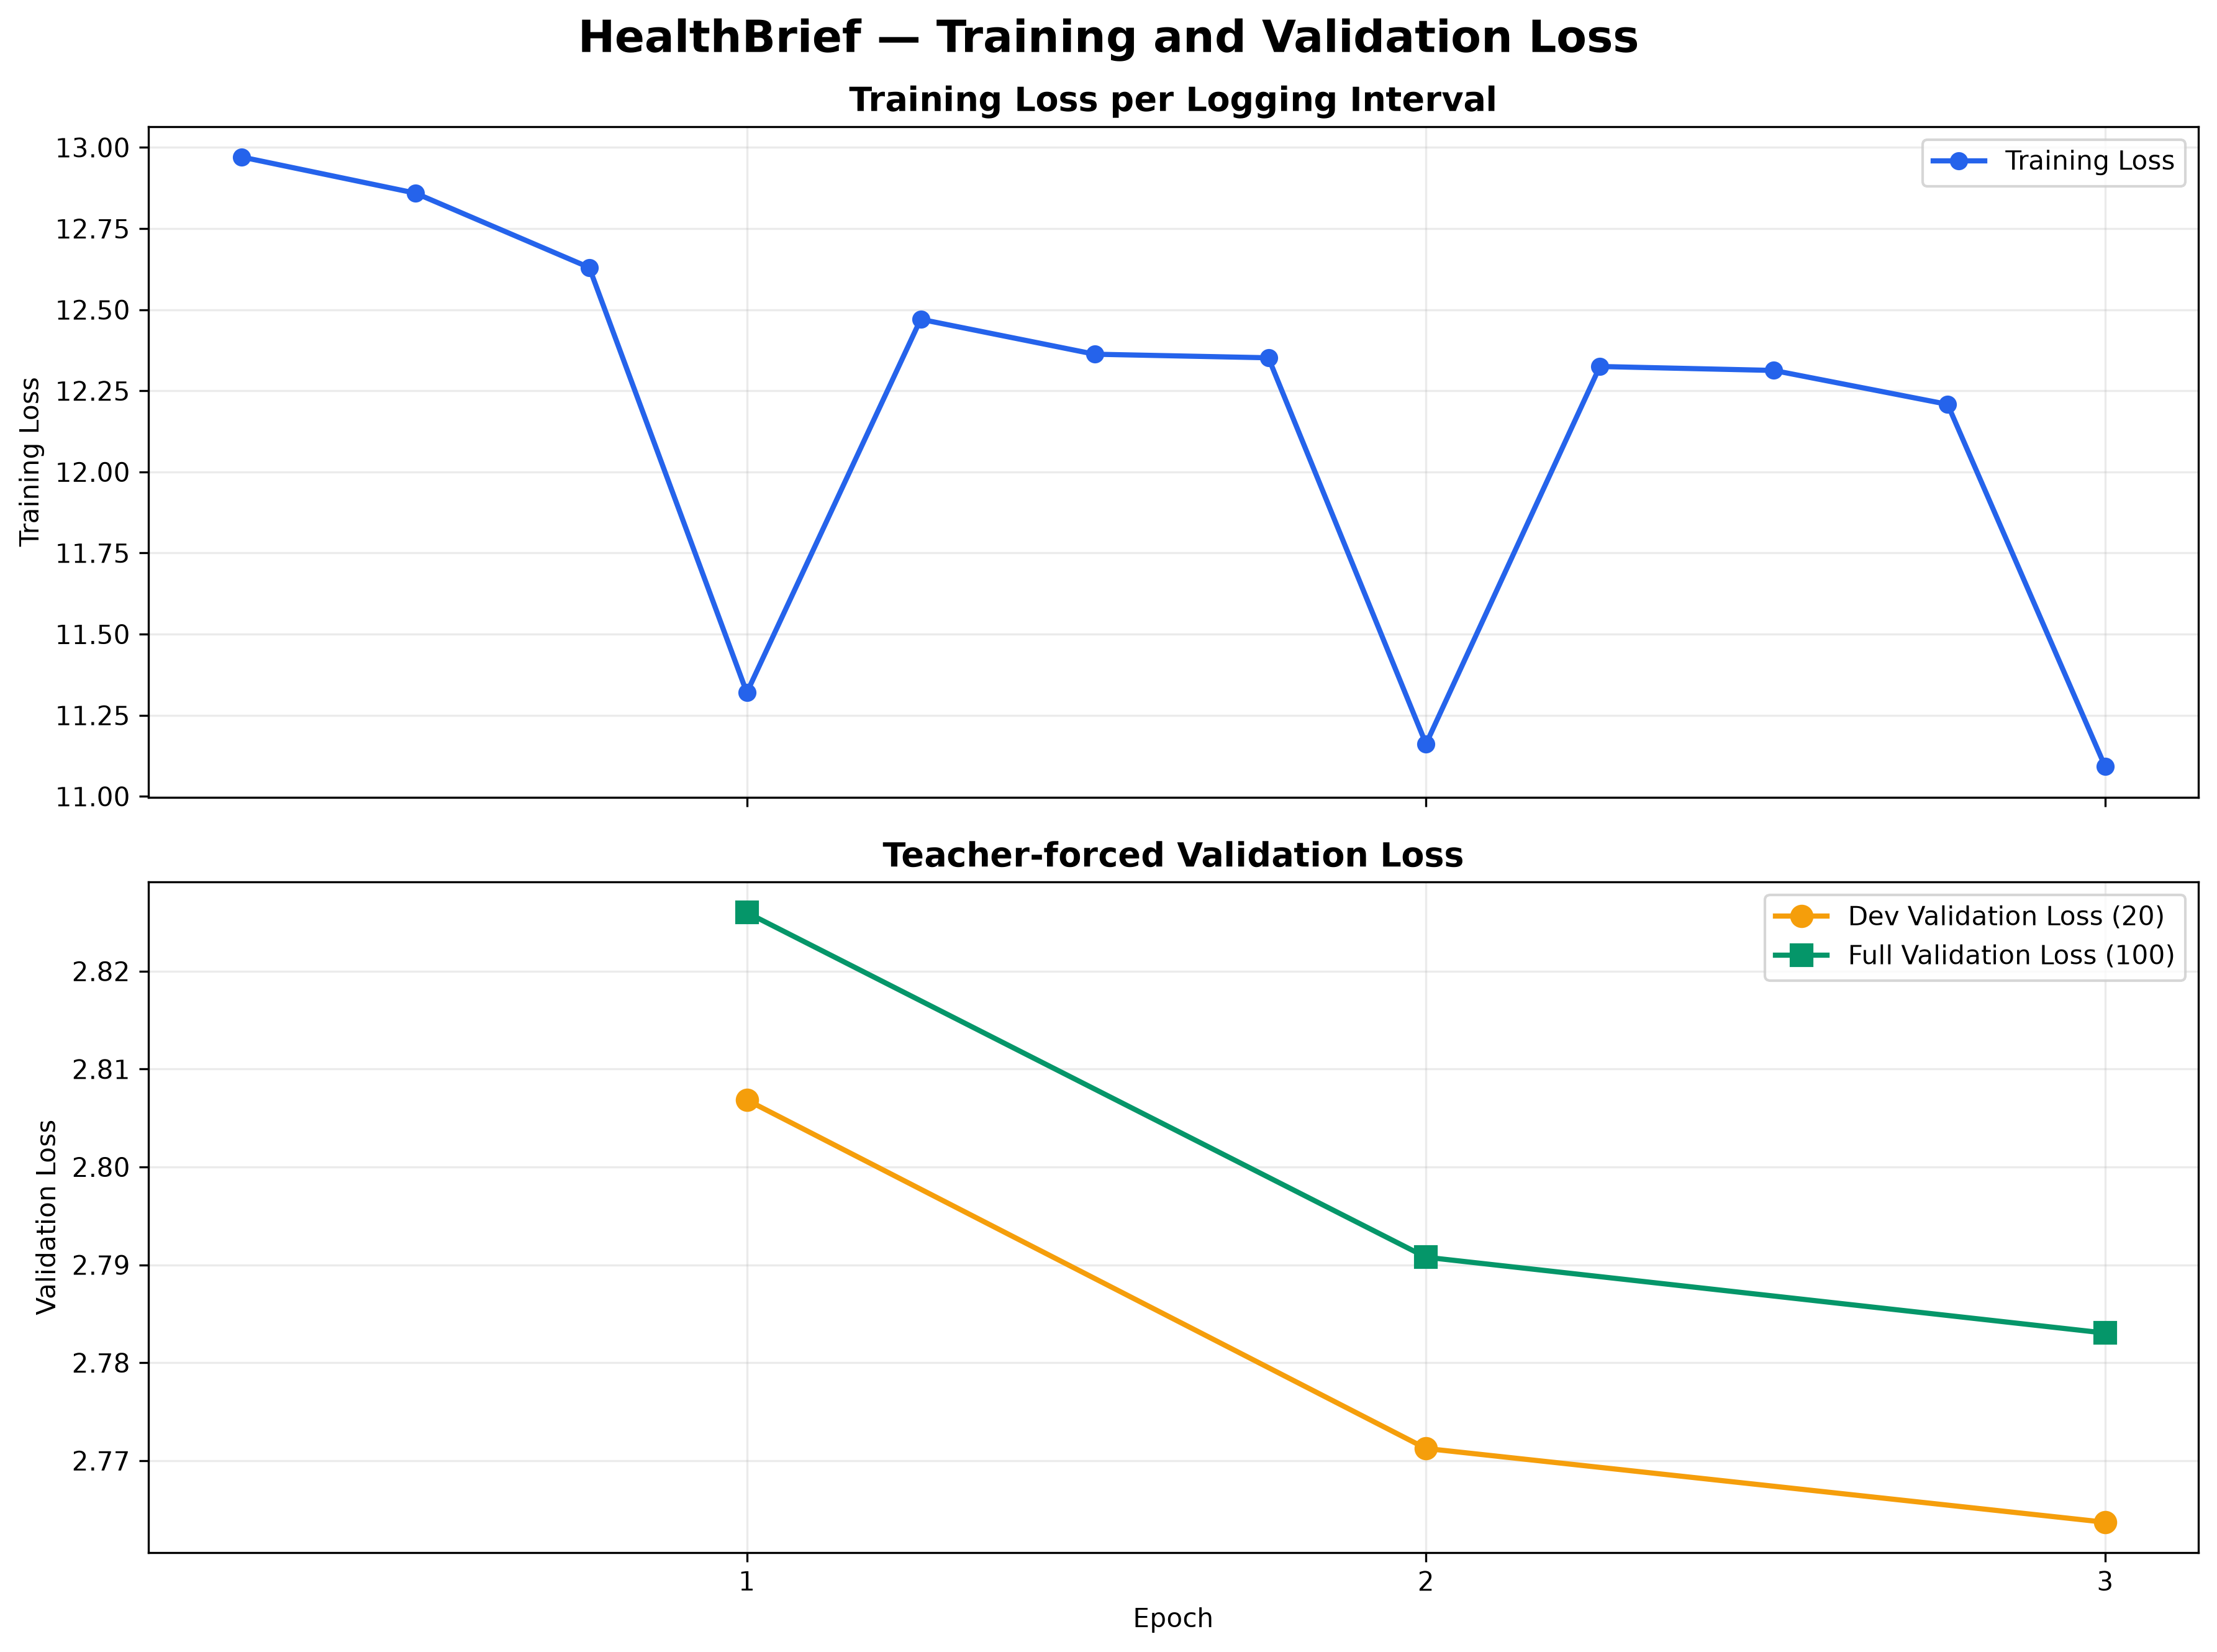 HealthBrief — Training and Validation Loss
Training Loss per Logging Interval
Training Loss
13.00
12.75
12.50
12.25
12.00
11.75
11.50
11.25
11.00
Training Loss
Teacher-forced Validation Loss
Dev Validation Loss (20)
Full Validation Loss (100)
2.82
2.81
2.80
2.79
2.78
2.77
Validation Loss
1 2 3
Epoch